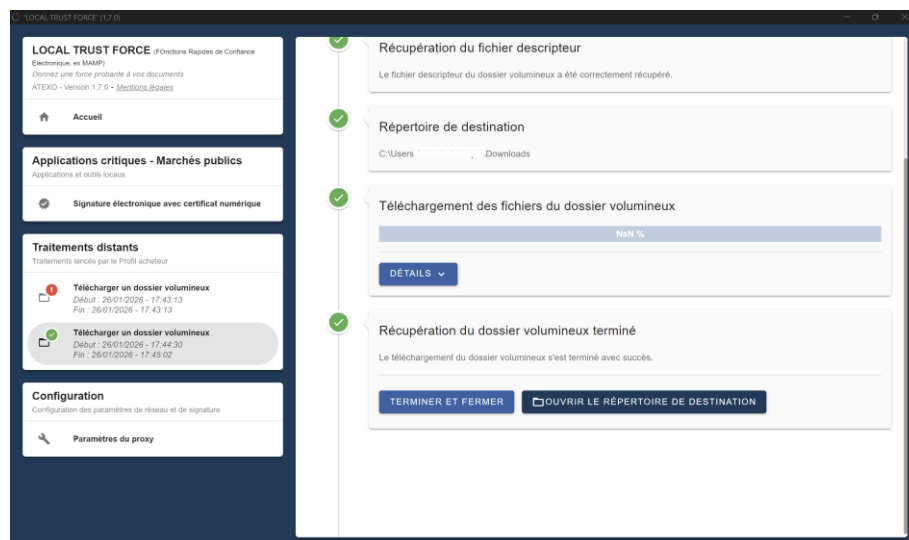 'LOCAL TRUST FORCE' (1.7.0)
LOCAL TRUST FORCE (FOnctions Rapides de Confiance
Electronique, ex MAMP)
Donnez une force probante à vos documents
ATEXO - Version 1.7.0 - Mentions légales
Accueil
Applications critiques - Marchés publics
Applications et outils locaux
Signature électronique avec certificat numérique
Traitements distants
Traitements lancés par le Profil acheteur
Télécharger un dossier volumineux
Début : 26/01/2026 - 17:43:13
Fin : 26/01/2026 - 17:43:13
Télécharger un dossier volumineux
Début : 26/01/2026 - 17:44:30
Fin : 26/01/2026 - 17:45:02
Configuration
Configuration des paramètres de réseau et de signature
Paramètres du proxy
Récupération du fichier descripteur
Le fichier descripteur du dossier volumineux a été correctement récupéré.
Répertoire de destination
C:\Users .Downloads
Téléchargement des fichiers du dossier volumineux
NaN %
DÉTAILS
Récupération du dossier volumineux terminé
Le téléchargement du dossier volumineux s'est terminé avec succès.
TERMINER ET FERMER
OUVRIR LE RÉPERTOIRE DE DESTINATION